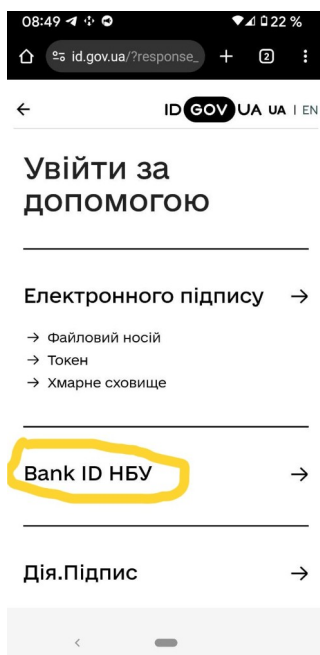 08:49 22 %
id.gov.ua/?response_ 2
ID GOV UA UA | EN
Увійти за
допомогою
Електронного підпису →
→ Файловий носій
→ Токен
→ Хмарне сховище
Bank ID НБУ →
Дія.Підпис →